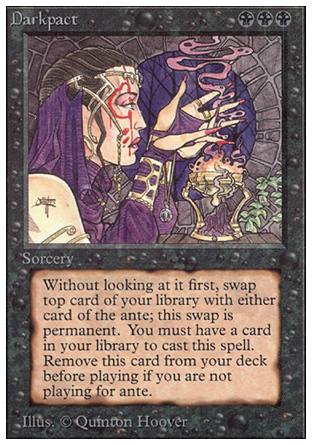 Darkpact
Sorcery
Without looking at it first, swap
top card of your library with either
card of the ante; this swap is
permanent. You must have a card
in your library to cast this spell.
Remove this card from your deck
before playing if you are not
playing for ante.
Illus. © Quinton Hoover